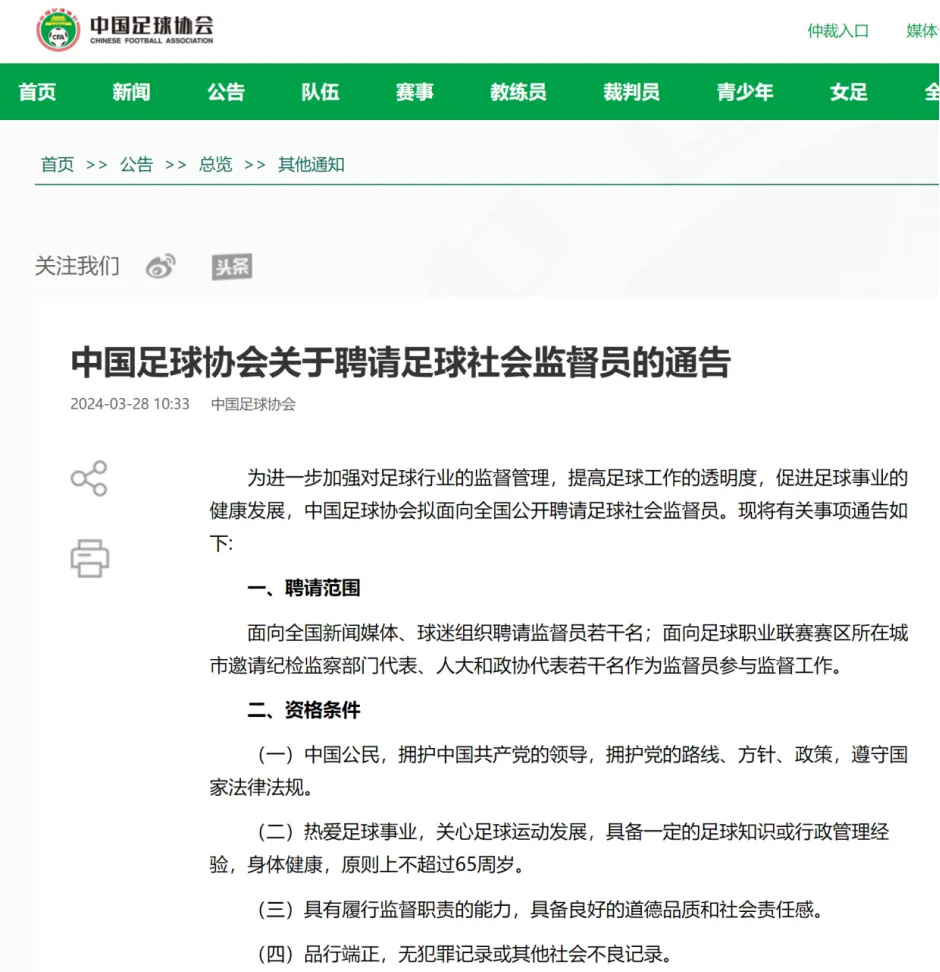 中国足球协会
CHINESE FOOTBALL ASSOCIATION
CFA
仲裁入口 媒体
首页 新闻 公告 队伍 赛事 教练员 裁判员 青少年 女足 全
首页 >> 公告 >> 总览 >> 其他通知
关注我们 头条
中国足球协会关于聘请足球社会监督员的通告
2024-03-28 10:33 中国足球协会
为进一步加强对足球行业的监督管理，提高足球工作的透明度，促进足球事业的
健康发展，中国足球协会拟面向全国公开聘请足球社会监督员。现将有关事项通告如
下:
一、聘请范围
面向全国新闻媒体、球迷组织聘请监督员若干名；面向足球职业联赛赛区所在城
市邀请纪检监察部门代表、人大和政协代表若干名作为监督员参与监督工作。
二、资格条件
（一）中国公民，拥护中国共产党的领导，拥护党的路线、方针、政策，遵守国
家法律法规。
（二）热爱足球事业，关心足球运动发展，具备一定的足球知识或行政管理经
验，身体健康，原则上不超过65周岁。
（三）具有履行监督职责的能力，具备良好的道德品质和社会责任感。
（四）品行端正，无犯罪记录或其他社会不良记录。